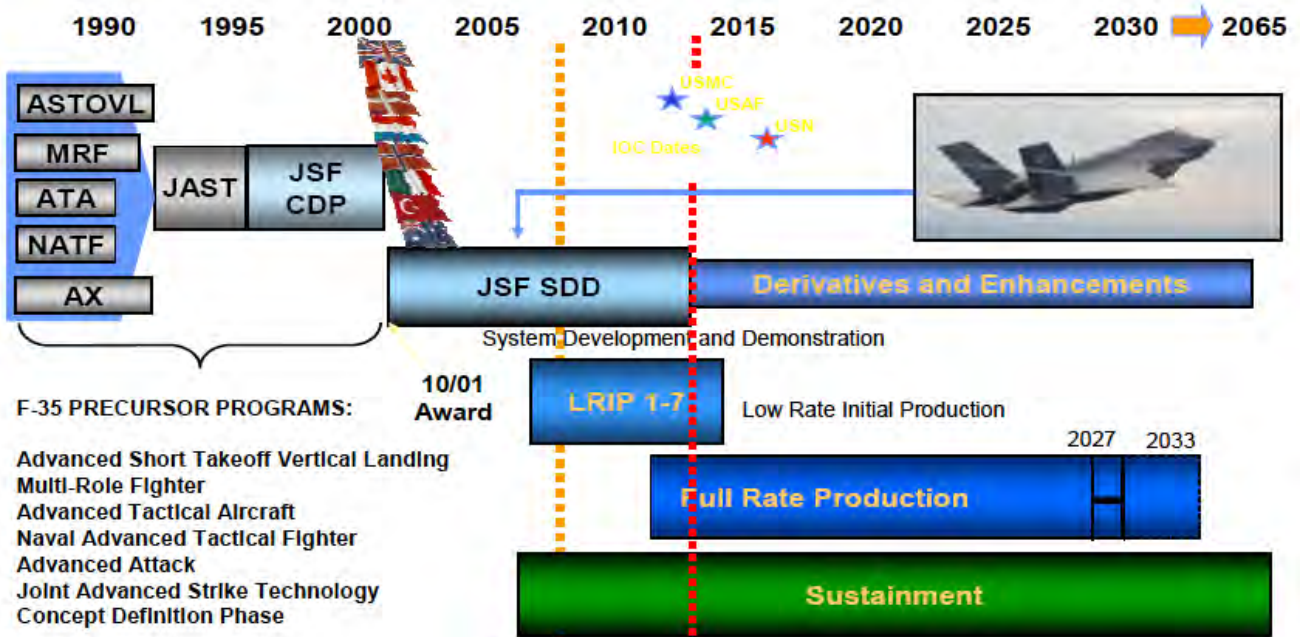 1990 1995 2000 2005 2010 2015 2020 2025 2030 2065
ASTOVL
MRF
ATA
NATF
AX
JAST
JSF
CDP
USMC
USAF
USN
IOC Dates
JSF SDD
Derivatives and Enhancements
System Development and Demonstration
10/01
Award
LRIP 1-7
Low Rate Initial Production
2027
2033
Full Rate Production
Sustainment
F-35 PRECURSOR PROGRAMS:
Advanced Short Takeoff Vertical Landing
Multi-Role Fighter
Advanced Tactical Aircraft
Naval Advanced Tactical Fighter
Advanced Attack
Joint Advanced Strike Technology
Concept Definition Phase